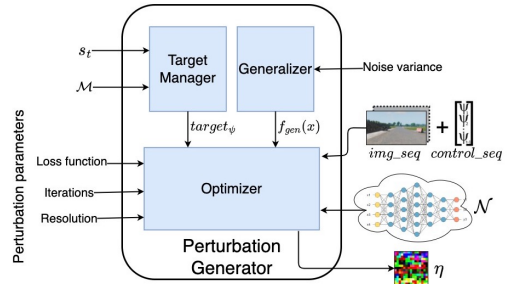 s_t
M
Target
Manager
Generalizer
Noise variance
target_ψ
f_gen(x)
img_seq
+
control_seq
Perturbation parameters
Loss function
Iterations
Resolution
Optimizer
N
Perturbation
Generator
η